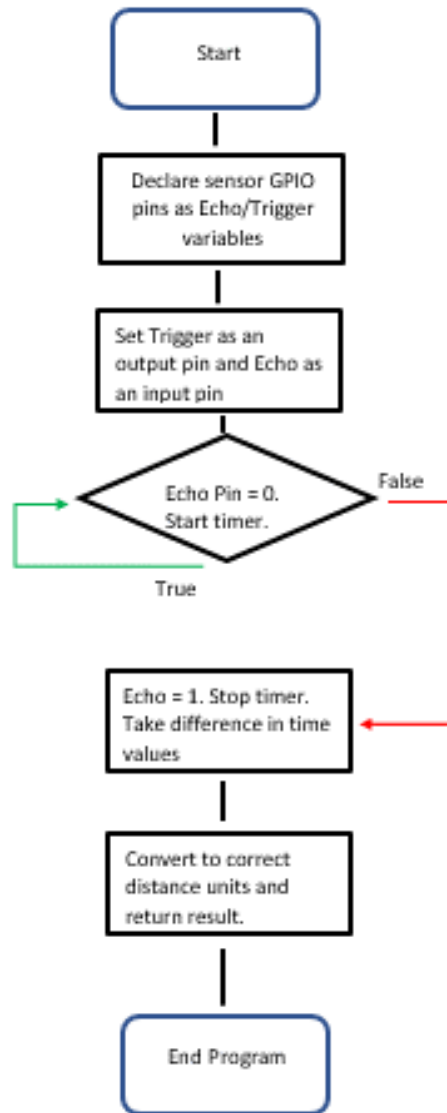 Start
Declare sensor GPIO
pins as Echo/Trigger
variables
Set Trigger as an
output pin and Echo as
an input pin
Echo Pin = 0.
Start timer.
False
True
Echo = 1. Stop timer.
Take difference in time
values
Convert to correct
distance units and
return result.
End Program